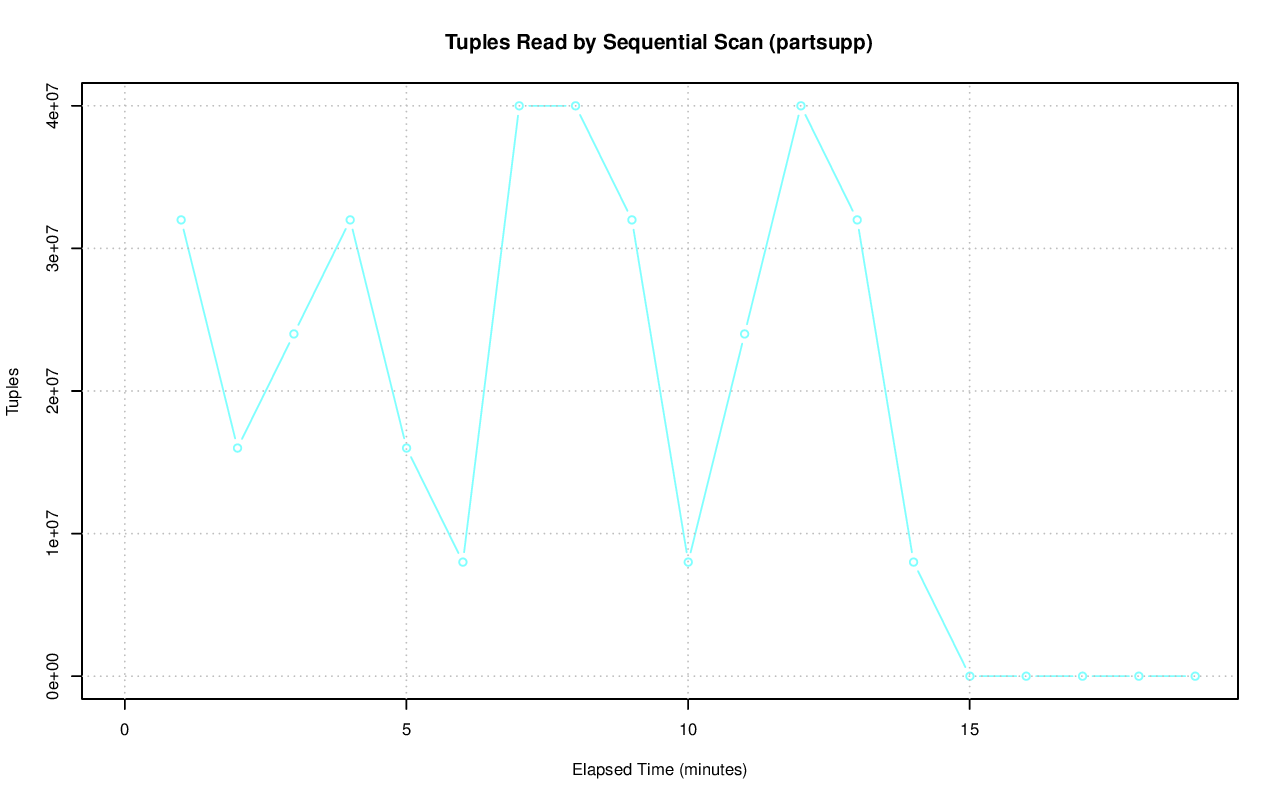 Tuples Read by Sequential Scan (partsupp)
4e+07
3e+07
2e+07
1e+07
0e+00
Tuples
0 5 10 15
Elapsed Time (minutes)